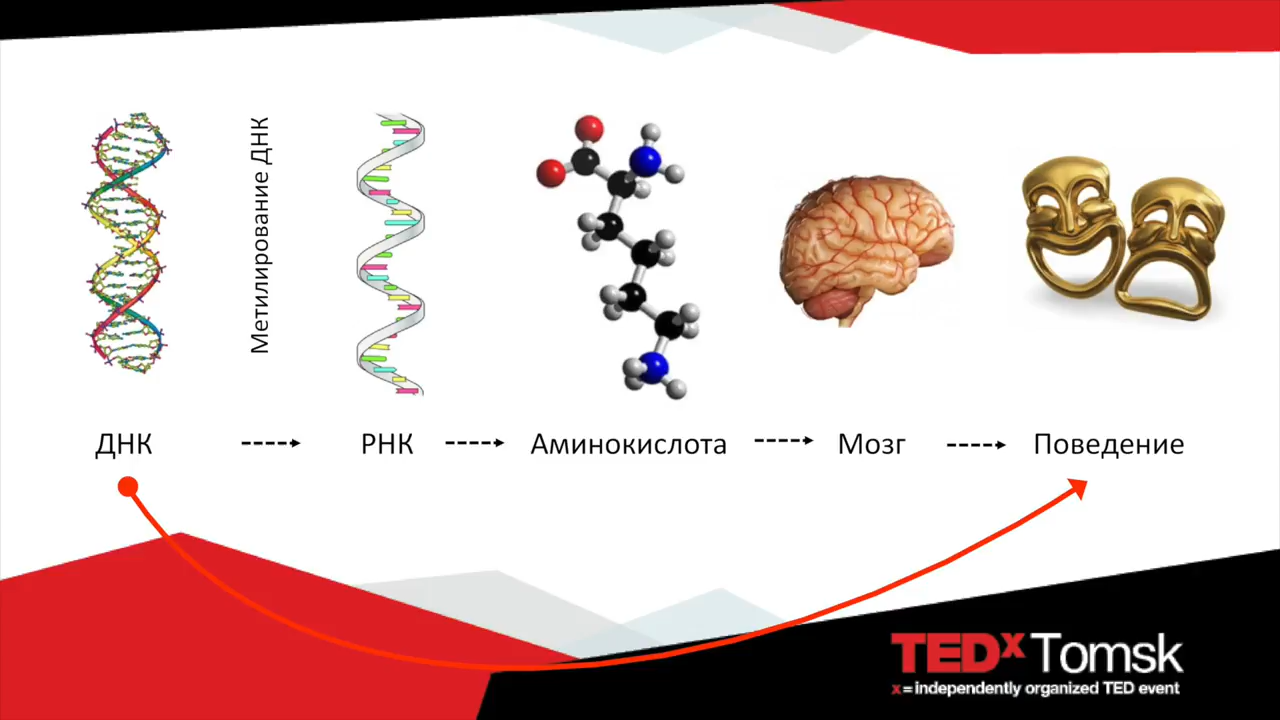 Метилирование ДНК
ДНК
РНК
Аминокислота
Мозг
Поведение
TEDxTomsk
x = independently organized TED event